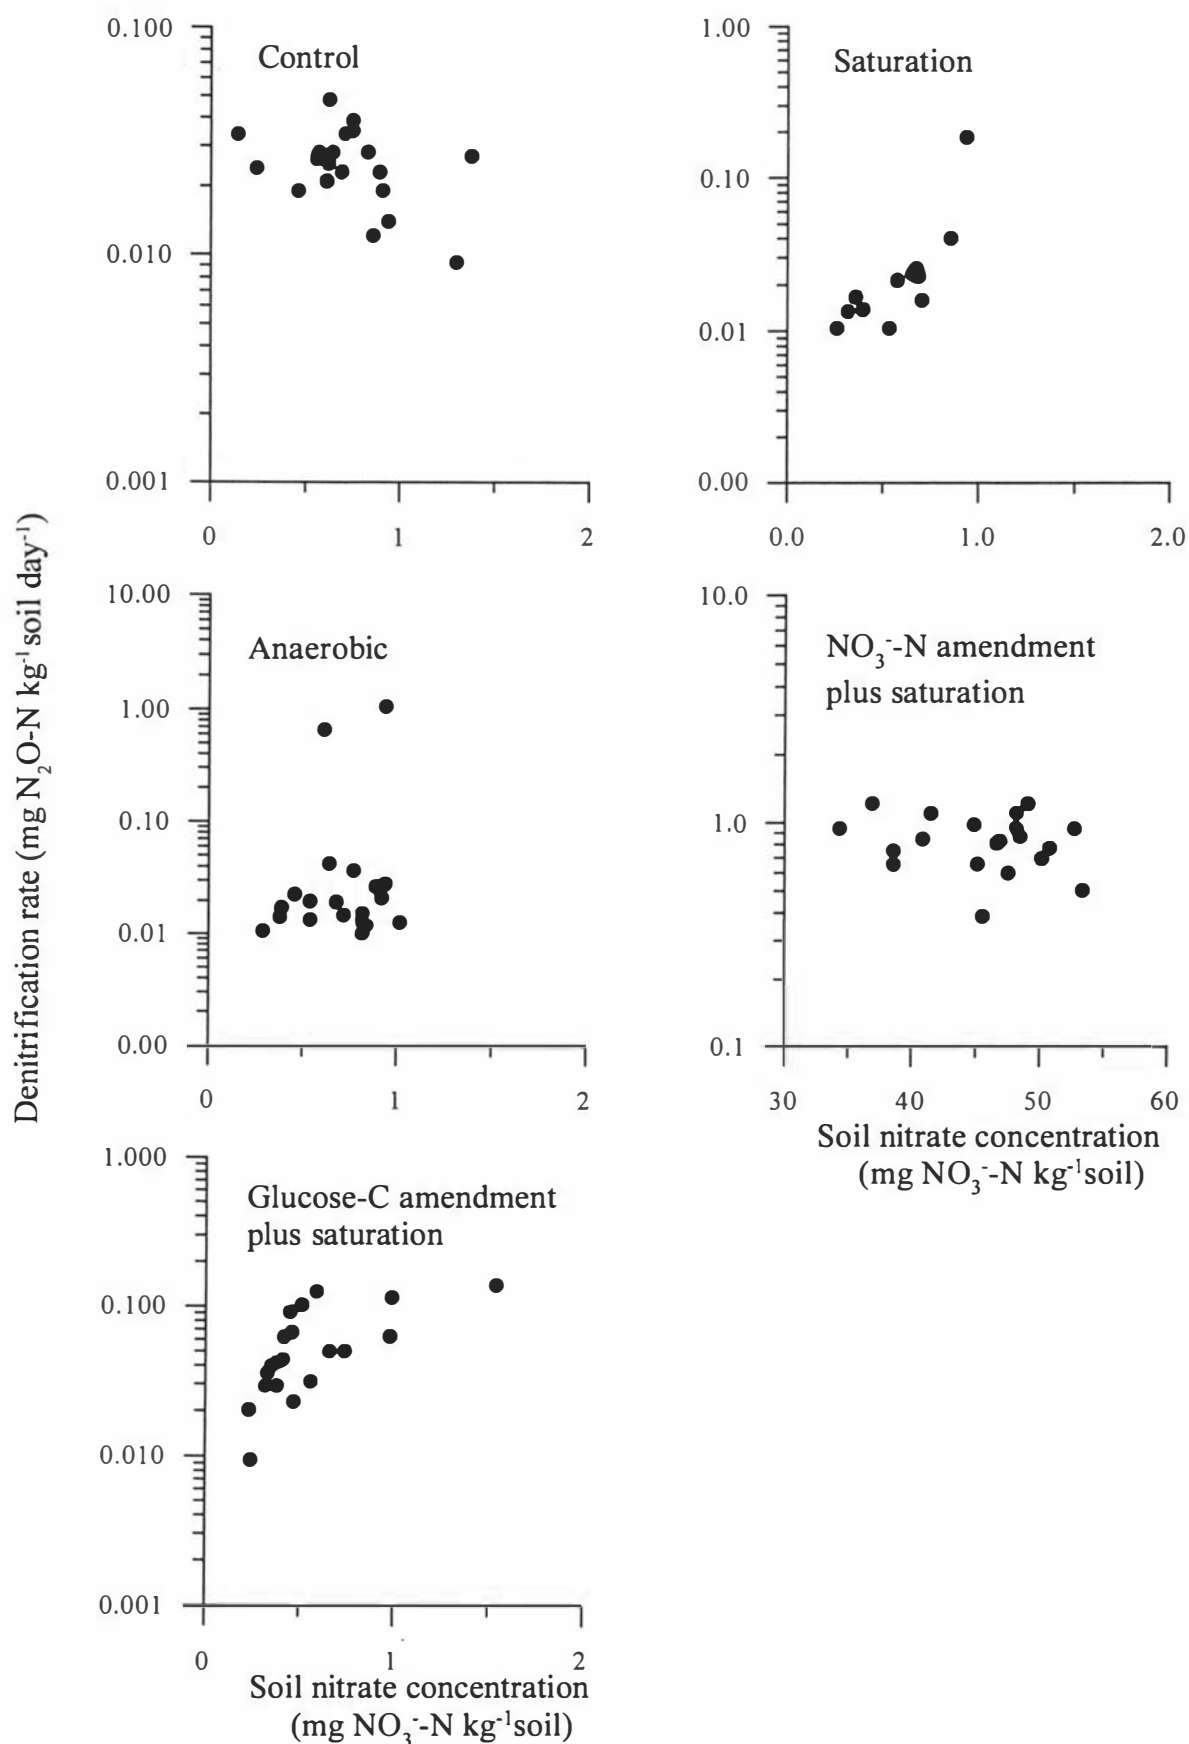 Denitrification rate (mg N₂O-N kg⁻¹ soil day⁻¹)
Control
0.100
0.010
0.001
0 1 2
Saturation
1.00
0.10
0.01
0.00
0.0 1.0 2.0
Anaerobic
10.00
1.00
0.10
0.01
0.00
0 1 2
NO₃⁻-N amendment
plus saturation
10.0
1.0
0.1
30 40 50 60
Soil nitrate concentration
(mg NO₃⁻-N kg⁻¹soil)
Glucose-C amendment
plus saturation
1.000
0.100
0.010
0.001
0 1 2
Soil nitrate concentration
(mg NO₃⁻-N kg⁻¹soil)